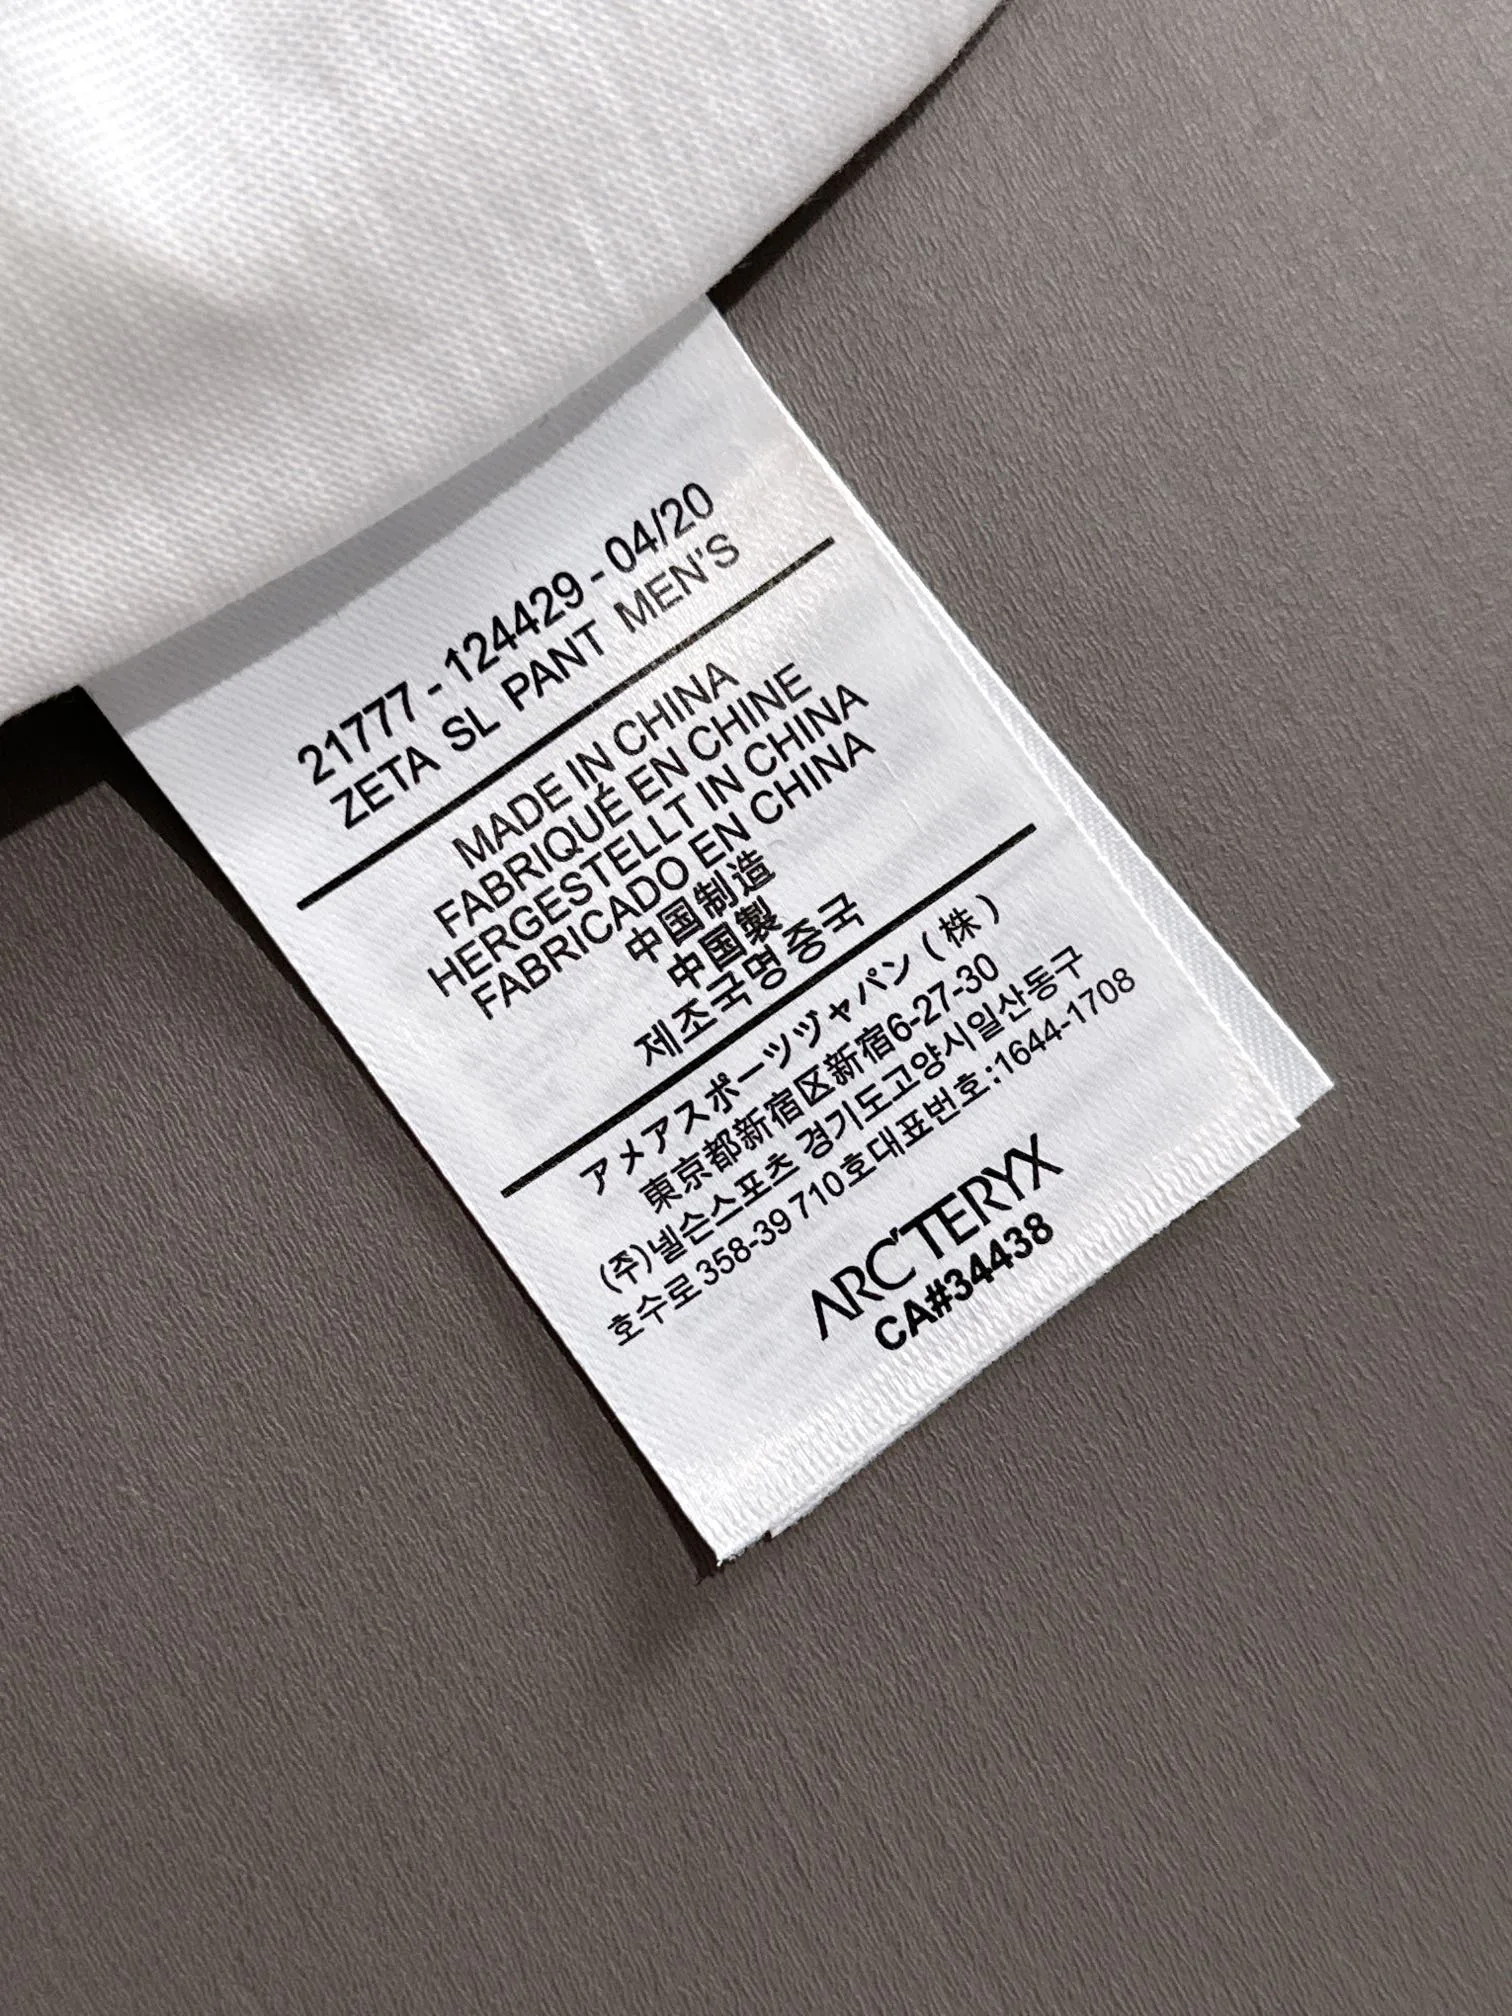 21777 - 124429 - 04/20
ZETA SL PANT MEN'S
MADE IN CHINA
FABRIQUÉ EN CHINE
HERGESTELLT IN CHINA
FABRICADO EN CHINA
中国制造
中国製
제조국명 중국
アメアスポーツヅャパン(株)
東京都新宿区新宿6-27-30
(주)넬슨스포츠 경기도고양시일산동구
호수로 358-39 710호대표번호:1644-1708
ARC'TERYX
CA#34438